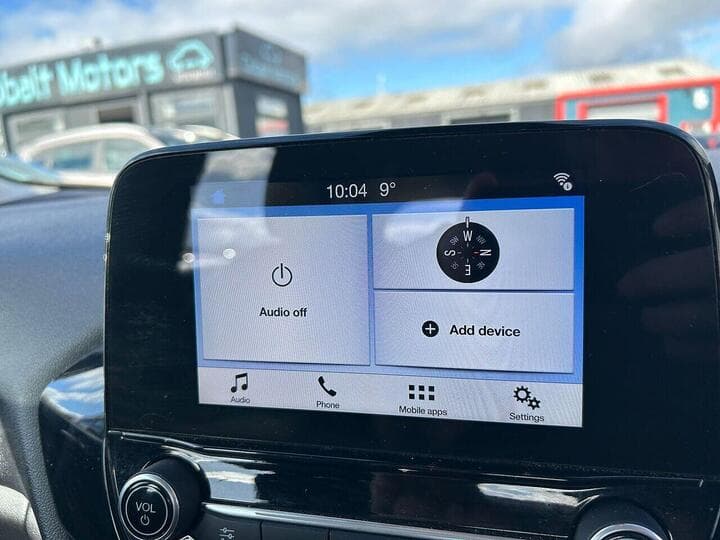 obalt Motors
10:04 9°
Audio off
W
S
N
E
Add device
Audio
Phone
Mobile apps
Settings
VOL